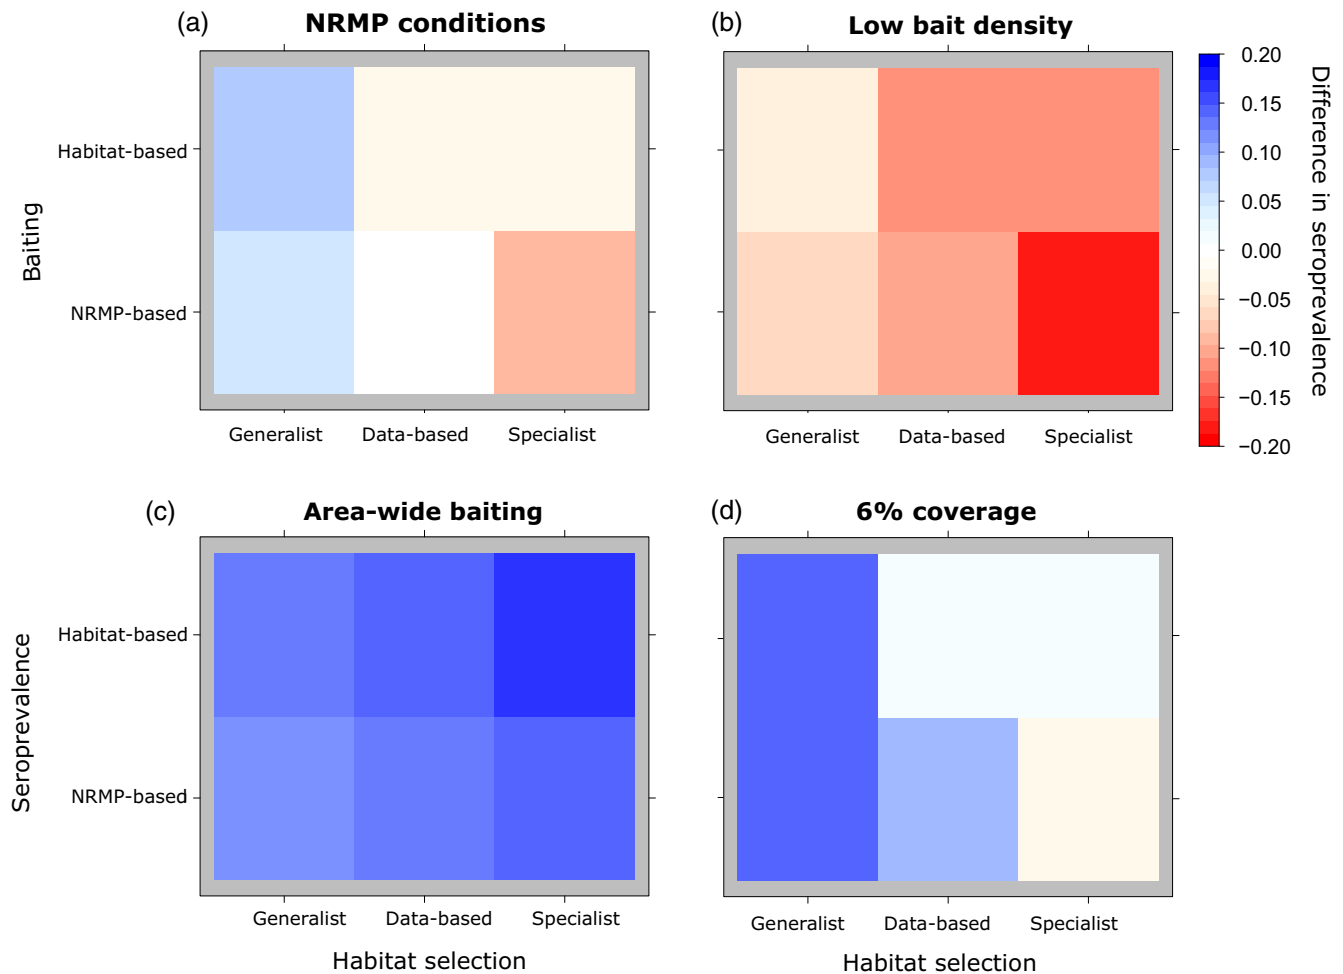 (a) NRMP conditions
(b) Low bait density
Baiting
Habitat-based
NRMP-based
Generalist Data-based Specialist
Generalist Data-based Specialist
0.20
0.15
0.10
0.05
0.00
−0.05
−0.10
−0.15
−0.20
Difference in seroprevalence
(c) Area-wide baiting
(d) 6% coverage
Seroprevalence
Habitat-based
NRMP-based
Generalist Data-based Specialist
Habitat selection
Generalist Data-based Specialist
Habitat selection